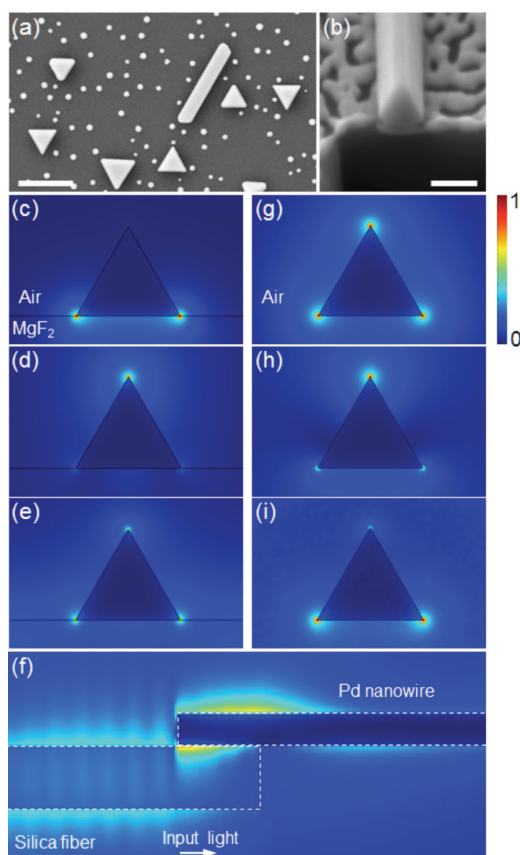 (a)
(b)
(c)
(g)
1
Air
MgF2
Air
0
(d)
(h)
(e)
(i)
(f)
Pd nanowire
Silica fiber
Input light